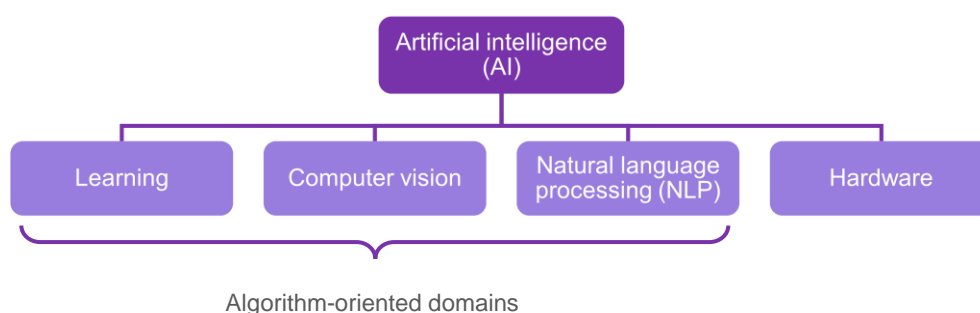 Artificial intelligence
(AI)
Learning
Computer vision
Natural language
processing (NLP)
Hardware
Algorithm-oriented domains